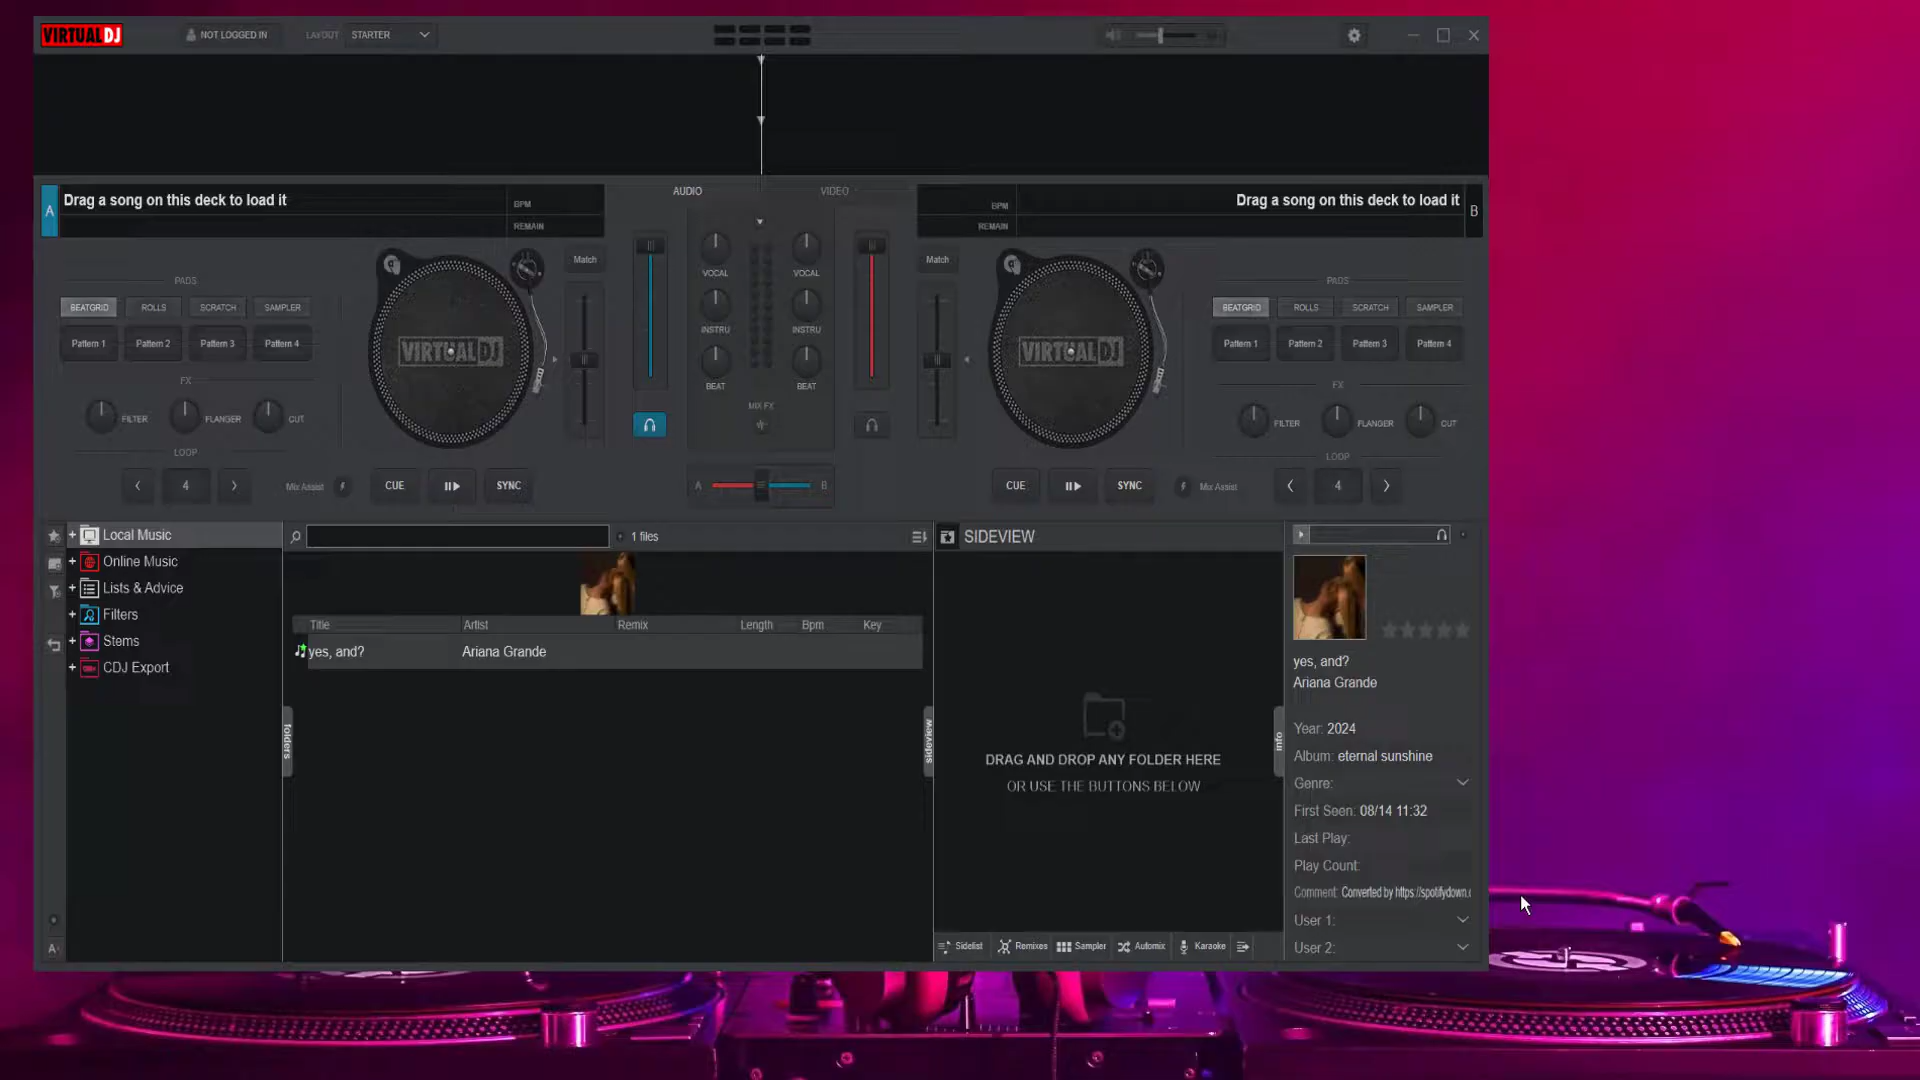 VIRTUALDJ
NOT LOGGED IN
LAYOUT STARTER
A
Drag a song on this deck to load it
BPM
REMAIN
AUDIO
VIDEO
BPM
REMAIN
Drag a song on this deck to load it
B
PADS
BEATGRID ROLLS SCRATCH SAMPLER
Pattern 1 Pattern 2 Pattern 3 Pattern 4
FX
FILTER FLANGER CUT
LOOP
4
Mix Assist
VIRTUALDJ
CUE SYNC
Match
VOCAL VOCAL
INSTRU INSTRU
BEAT BEAT
MIX FX
A B
Match
VIRTUALDJ
CUE SYNC
PADS
BEATGRID ROLLS SCRATCH SAMPLER
Pattern 1 Pattern 2 Pattern 3 Pattern 4
FX
FILTER FLANGER CUT
LOOP
Mix Assist
4
Local Music
Online Music
Lists & Advice
Filters
Stems
CDJ Export
A
folders
1 files
Title Artist Remix Length Bpm Key
yes, and? Ariana Grande
sideview
SIDEVIEW
DRAG AND DROP ANY FOLDER HERE
OR USE THE BUTTONS BELOW
Sidelist Remixes Sampler Automix Karaoke
info
yes, and?
Ariana Grande
Year: 2024
Album: eternal sunshine
Genre:
First Seen: 08/14 11:32
Last Play:
Play Count:
Comment: Converted by https://spotifydown.c
User 1:
User 2: